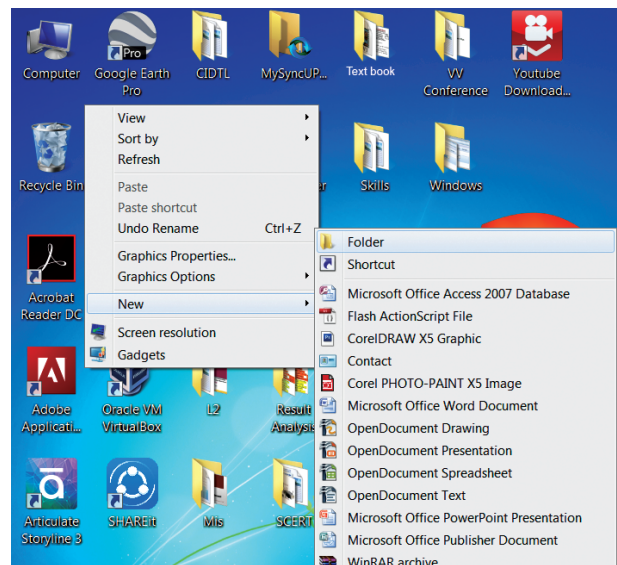 Pro
Computer Google Earth Pro CIDTL MySyncUP... Text book VV Conference Youtube Download...
View
Sort by
Refresh
Paste
Paste shortcut
Undo Rename Ctrl+Z
Graphics Properties...
Graphics Options
New
Screen resolution
Gadgets
Recycle Bin
Skills Windows
Folder
Shortcut
Microsoft Office Access 2007 Database
Flash ActionScript File
CorelDRAW X5 Graphic
Contact
Corel PHOTO-PAINT X5 Image
Microsoft Office Word Document
OpenDocument Drawing
OpenDocument Presentation
OpenDocument Spreadsheet
OpenDocument Text
Microsoft Office PowerPoint Presentation
Microsoft Office Publisher Document
WinRAR archive
Acrobat Reader DC
Adobe Applicati... Oracle VM VirtualBox L2 Result Analysis
Articulate Storyline 3 SHAREit MIs SCERT